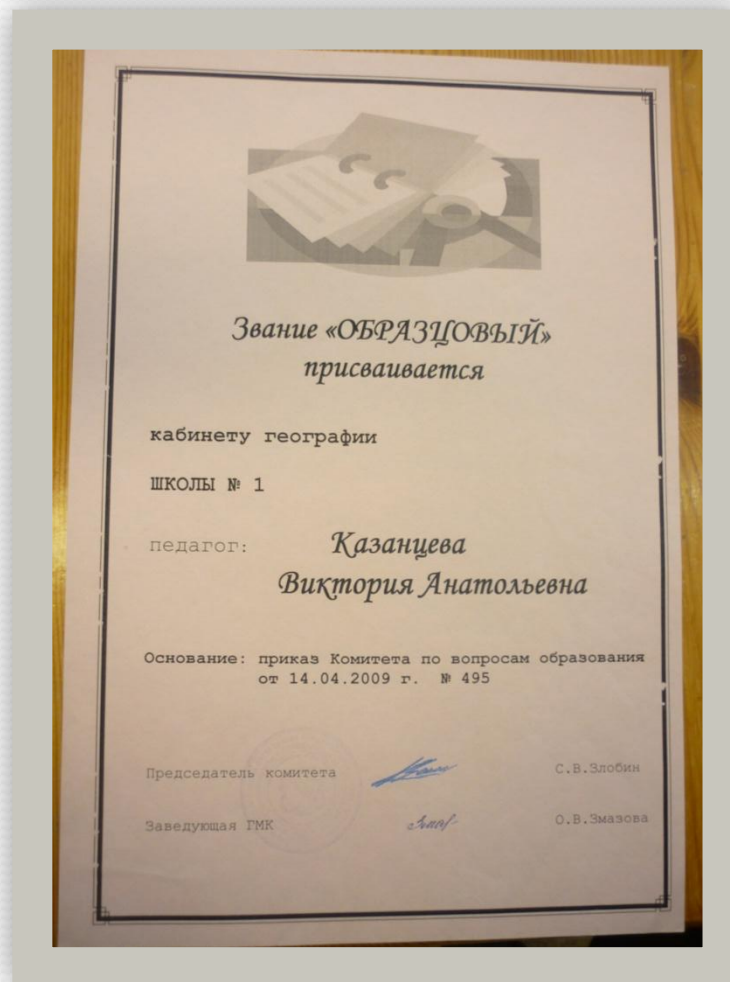 Звание «ОБРАЗЦОВЫЙ»
присваивается
кабинету географии
ШКОЛЫ № 1
педагог: Казанцева
Виктория Анатольевна
Основание: приказ Комитета по вопросам образования
от 14.04.2009 г. № 495
Председатель комитета С.В.Злобин
Заведующая ГМК О.В.Змазова